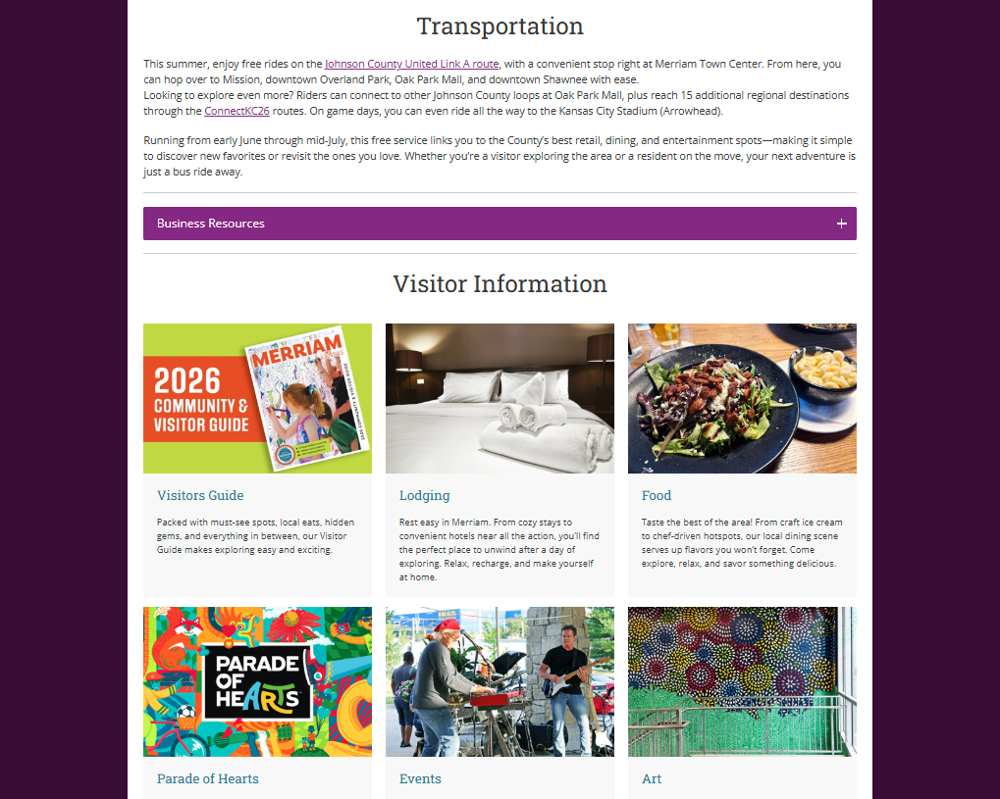 Transportation
This summer, enjoy free rides on the Johnson County United Link A route, with a convenient stop right at Merriam Town Center. From here, you
can hop over to Mission, downtown Overland Park, Oak Park Mall, and downtown Shawnee with ease.
Looking to explore even more? Riders can connect to other Johnson County loops at Oak Park Mall, plus reach 15 additional regional destinations
through the ConnectKC26 routes. On game days, you can even ride all the way to the Kansas City Stadium (Arrowhead).
Running from early June through mid-July, this free service links you to the County's best retail, dining, and entertainment spots—making it simple
to discover new favorites or revisit the ones you love. Whether you're a visitor exploring the area or a resident on the move, your next adventure is
just a bus ride away.
Business Resources
Visitor Information
2026
COMMUNITY &
VISITOR GUIDE
MERRIAM
Visitors Guide
Packed with must-see spots, local eats, hidden
gems, and everything in between, our Visitor
Guide makes exploring easy and exciting.
Lodging
Rest easy in Merriam. From cozy stays to
convenient hotels near all the action, you'll find
the perfect place to unwind after a day of
exploring. Relax, recharge, and make yourself
at home.
Food
Taste the best of the area! From craft ice cream
to chef-driven hotspots, our local dining scene
serves up flavors you won't forget. Come
explore, relax, and savor something delicious.
PARADE
OF
HEARTS
Parade of Hearts
IKEA
Events
Art